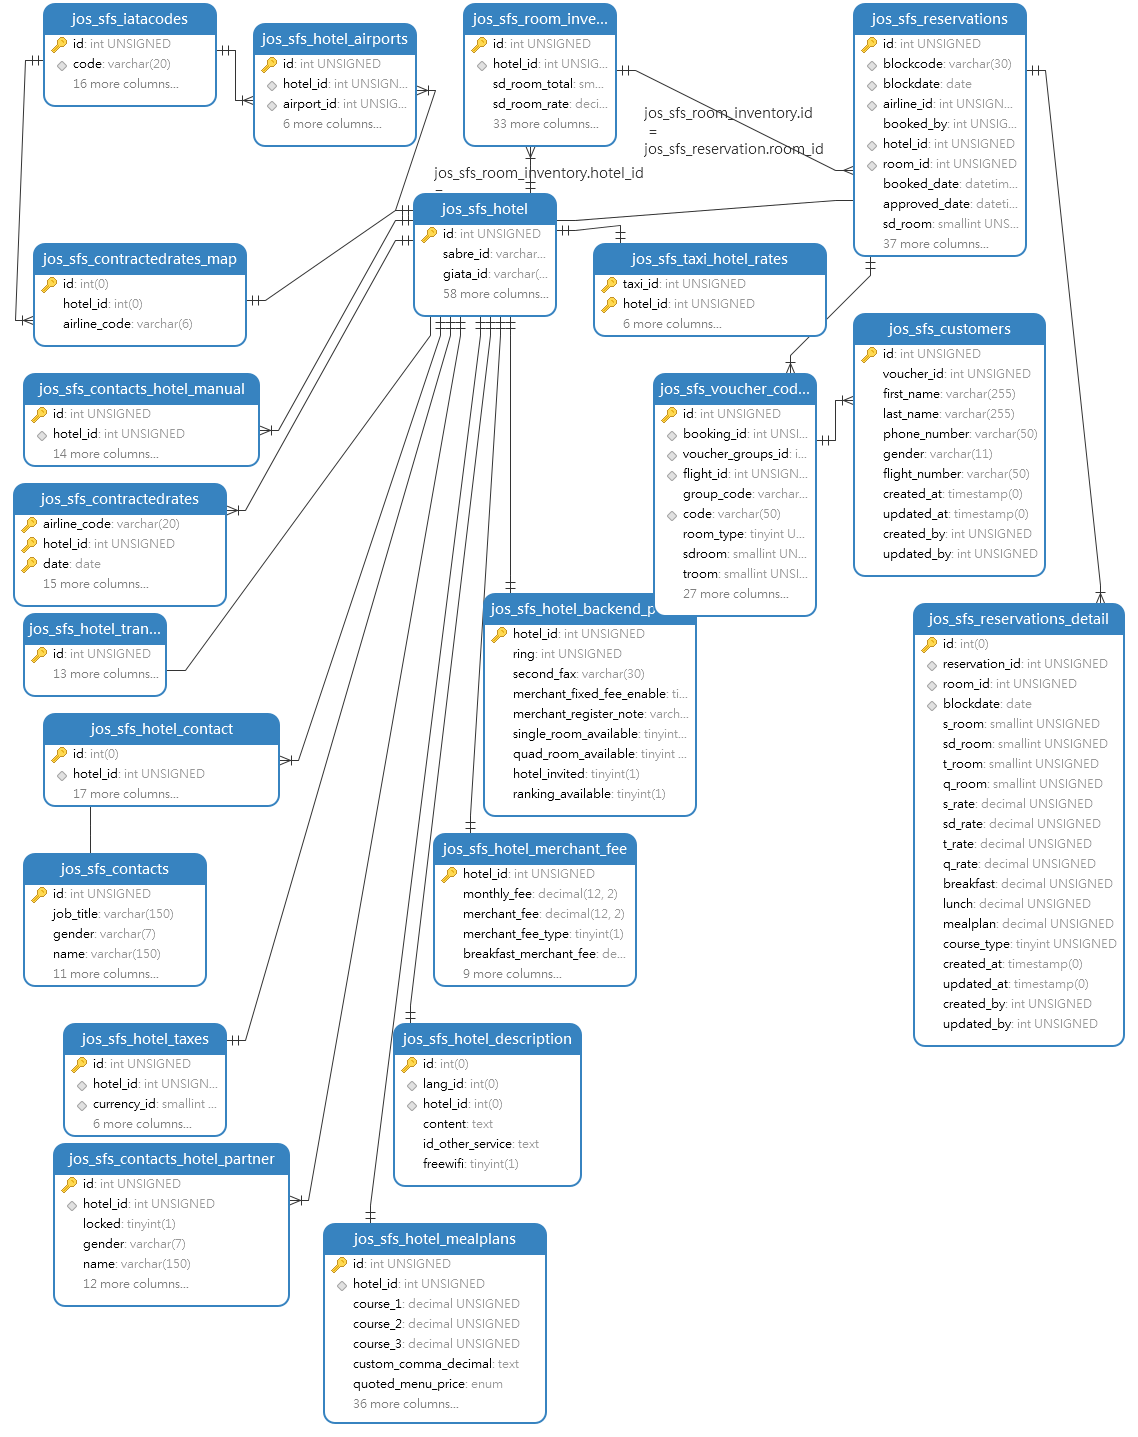 jos_sfs_iatacodes
id: int UNSIGNED
code: varchar(20)
16 more columns...
jos_sfs_hotel_airports
id: int UNSIGNED
hotel_id: int UNSIGN...
airport_id: int UNSIG...
6 more columns...
jos_sfs_room_inve...
id: int UNSIGNED
hotel_id: int UNSIG...
sd_room_total: sm...
sd_room_rate: deci...
33 more columns...
jos_sfs_reservations
id: int UNSIGNED
blockcode: varchar(30)
blockdate: date
airline_id: int UNSIGN...
booked_by: int UNSIG...
hotel_id: int UNSIGNED
room_id: int UNSIGNED
booked_date: datetim...
approved_date: dateti...
sd_room: smallint UNS...
37 more columns...
jos_sfs_room_inventory.id
=
jos_sfs_reservation.room_id
jos_sfs_room_inventory.hotel_id
=
jos_sfs_hotel
id: int UNSIGNED
sabre_id: varchar...
giata_id: varchar(...
58 more columns...
jos_sfs_contractedrates_map
id: int(0)
hotel_id: int(0)
airline_code: varchar(6)
jos_sfs_taxi_hotel_rates
taxi_id: int UNSIGNED
hotel_id: int UNSIGNED
6 more columns...
jos_sfs_customers
id: int UNSIGNED
voucher_id: int UNSIGNED
first_name: varchar(255)
last_name: varchar(255)
phone_number: varchar(50)
gender: varchar(11)
flight_number: varchar(50)
created_at: timestamp(0)
updated_at: timestamp(0)
created_by: int UNSIGNED
updated_by: int UNSIGNED
jos_sfs_contacts_hotel_manual
id: int UNSIGNED
hotel_id: int UNSIGNED
14 more columns...
jos_sfs_voucher_cod...
id: int UNSIGNED
booking_id: int UNSI...
voucher_groups_id: i...
flight_id: int UNSIGN...
group_code: varchar...
code: varchar(50)
room_type: tinyint U...
sdroom: smallint UN...
troom: smallint UNSI...
27 more columns...
jos_sfs_contractedrates
airline_code: varchar(20)
hotel_id: int UNSIGNED
date: date
15 more columns...
jos_sfs_hotel_tran...
id: int UNSIGNED
13 more columns...
jos_sfs_hotel_backend_p
hotel_id: int UNSIGNED
ring: int UNSIGNED
second_fax: varchar(30)
merchant_fixed_fee_enable: ti...
merchant_register_note: varch...
single_room_available: tinyint...
quad_room_available: tinyint ...
hotel_invited: tinyint(1)
ranking_available: tinyint(1)
jos_sfs_reservations_detail
id: int(0)
reservation_id: int UNSIGNED
room_id: int UNSIGNED
blockdate: date
s_room: smallint UNSIGNED
sd_room: smallint UNSIGNED
t_room: smallint UNSIGNED
q_room: smallint UNSIGNED
s_rate: decimal UNSIGNED
sd_rate: decimal UNSIGNED
t_rate: decimal UNSIGNED
q_rate: decimal UNSIGNED
breakfast: decimal UNSIGNED
lunch: decimal UNSIGNED
mealplan: decimal UNSIGNED
course_type: tinyint UNSIGNED
created_at: timestamp(0)
updated_at: timestamp(0)
created_by: int UNSIGNED
updated_by: int UNSIGNED
jos_sfs_hotel_contact
id: int(0)
hotel_id: int UNSIGNED
17 more columns...
jos_sfs_contacts
id: int UNSIGNED
job_title: varchar(150)
gender: varchar(7)
name: varchar(150)
11 more columns...
jos_sfs_hotel_merchant_fee
hotel_id: int UNSIGNED
monthly_fee: decimal(12, 2)
merchant_fee: decimal(12, 2)
merchant_fee_type: tinyint(1)
breakfast_merchant_fee: de...
9 more columns...
jos_sfs_hotel_taxes
id: int UNSIGNED
hotel_id: int UNSIGN...
currency_id: smallint ...
6 more columns...
jos_sfs_hotel_description
id: int(0)
lang_id: int(0)
hotel_id: int(0)
content: text
id_other_service: text
freewifi: tinyint(1)
jos_sfs_contacts_hotel_partner
id: int UNSIGNED
hotel_id: int UNSIGNED
locked: tinyint(1)
gender: varchar(7)
name: varchar(150)
12 more columns...
jos_sfs_hotel_mealplans
id: int UNSIGNED
hotel_id: int UNSIGNED
course_1: decimal UNSIGNED
course_2: decimal UNSIGNED
course_3: decimal UNSIGNED
custom_comma_decimal: text
quoted_menu_price: enum
36 more columns...